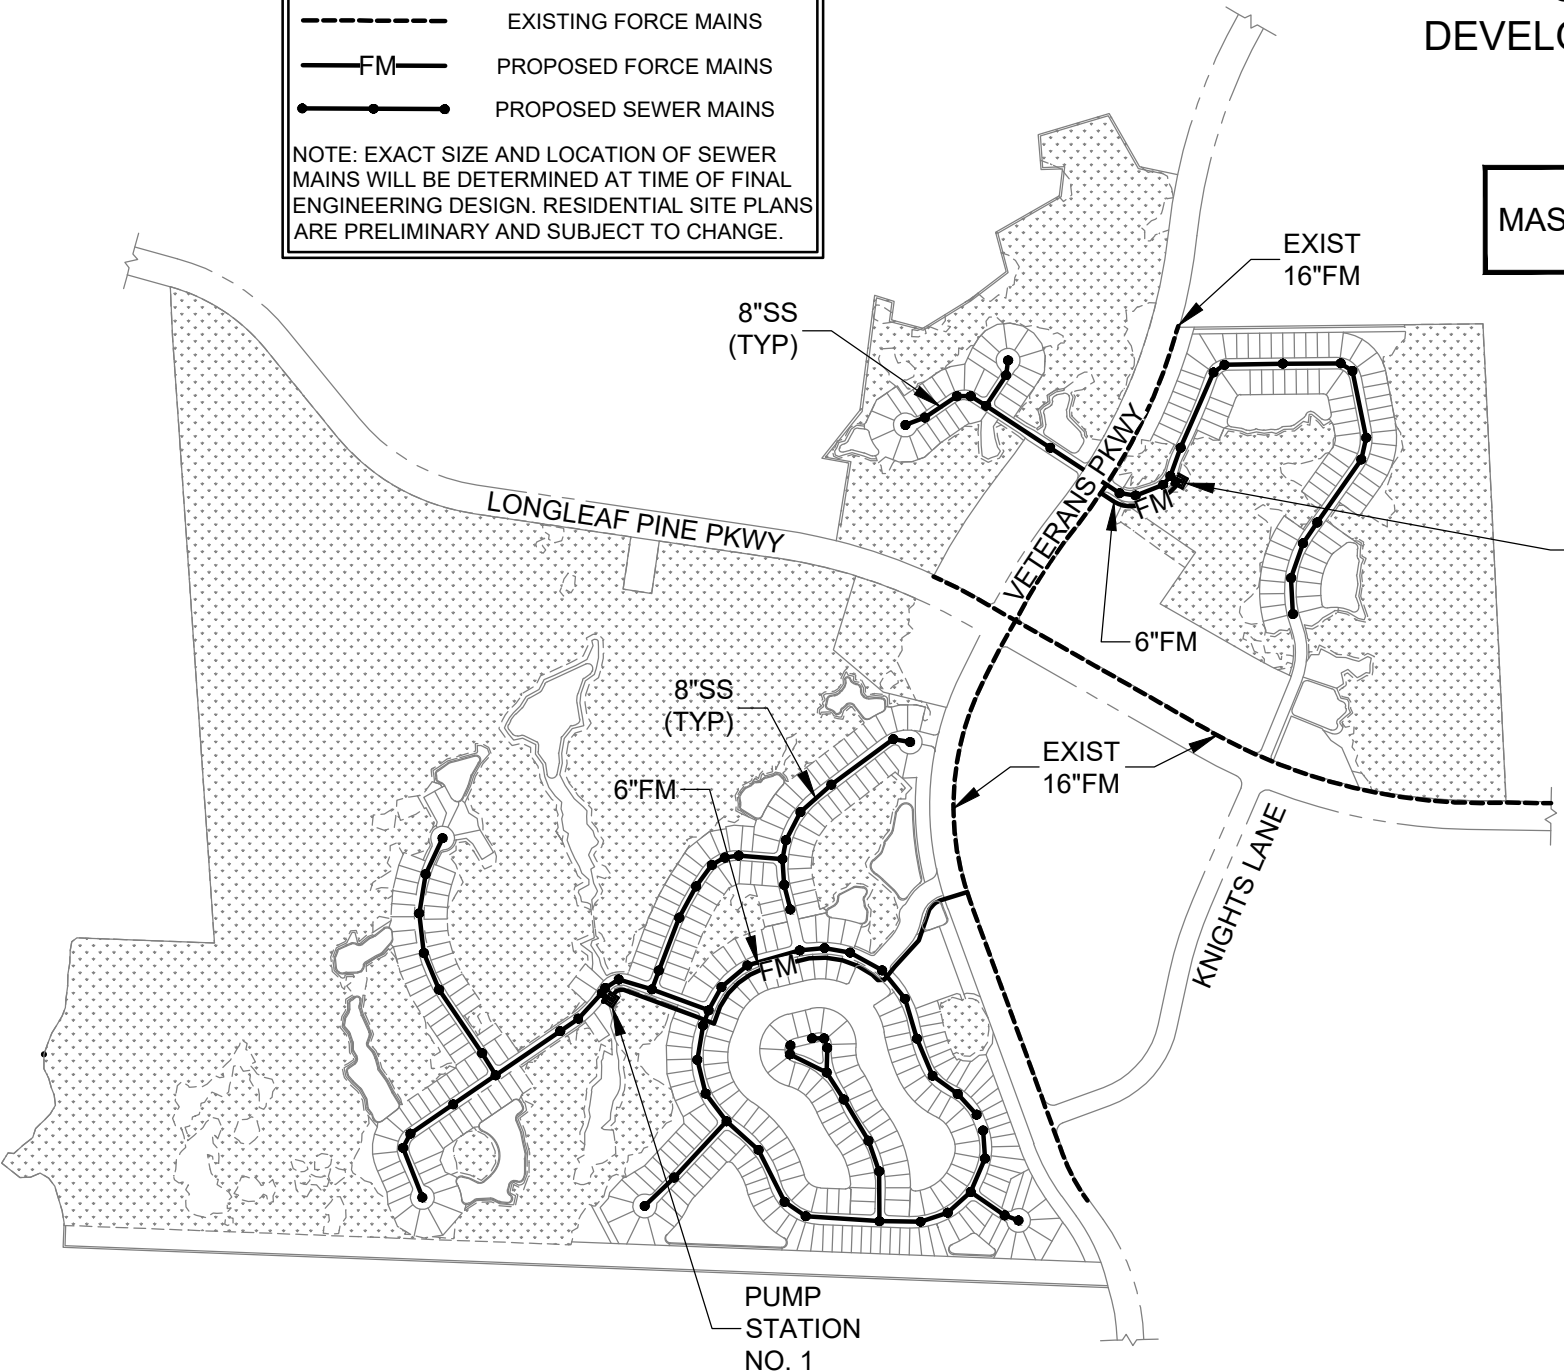 EXISTING FORCE MAINS
FM
PROPOSED FORCE MAINS
PROPOSED SEWER MAINS
NOTE: EXACT SIZE AND LOCATION OF SEWER
MAINS WILL BE DETERMINED AT TIME OF FINAL
ENGINEERING DESIGN. RESIDENTIAL SITE PLANS
ARE PRELIMINARY AND SUBJECT TO CHANGE.
DEVELO
MAS
EXIST
16"FM
8"SS
(TYP)
VETERANS PKWY
FM
LONGLEAF PINE PKWY
6"FM
8"SS
(TYP)
EXIST
16"FM
6"FM
KNIGHTS LANE
FM
PUMP
STATION
NO. 1